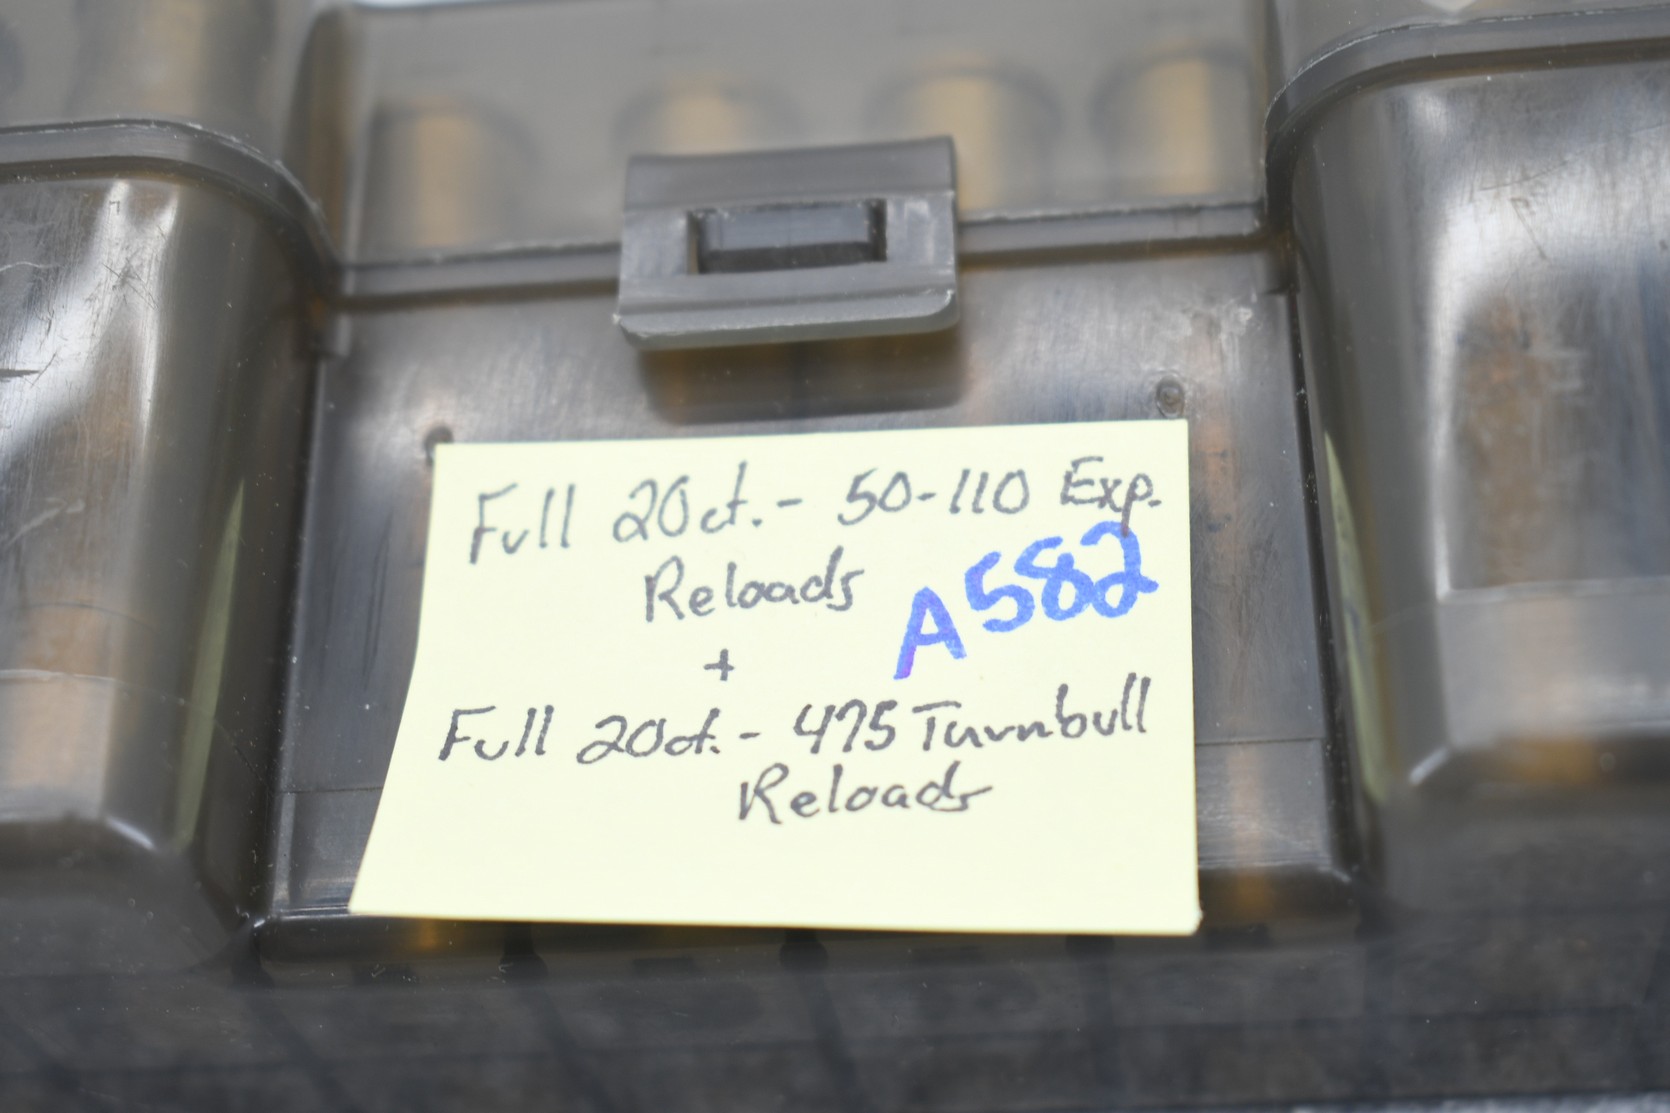 Full 20ct. - 50-110 Exp.
Reloads
A582
+
Full 20ct. - 475 Turnbull
Reloads